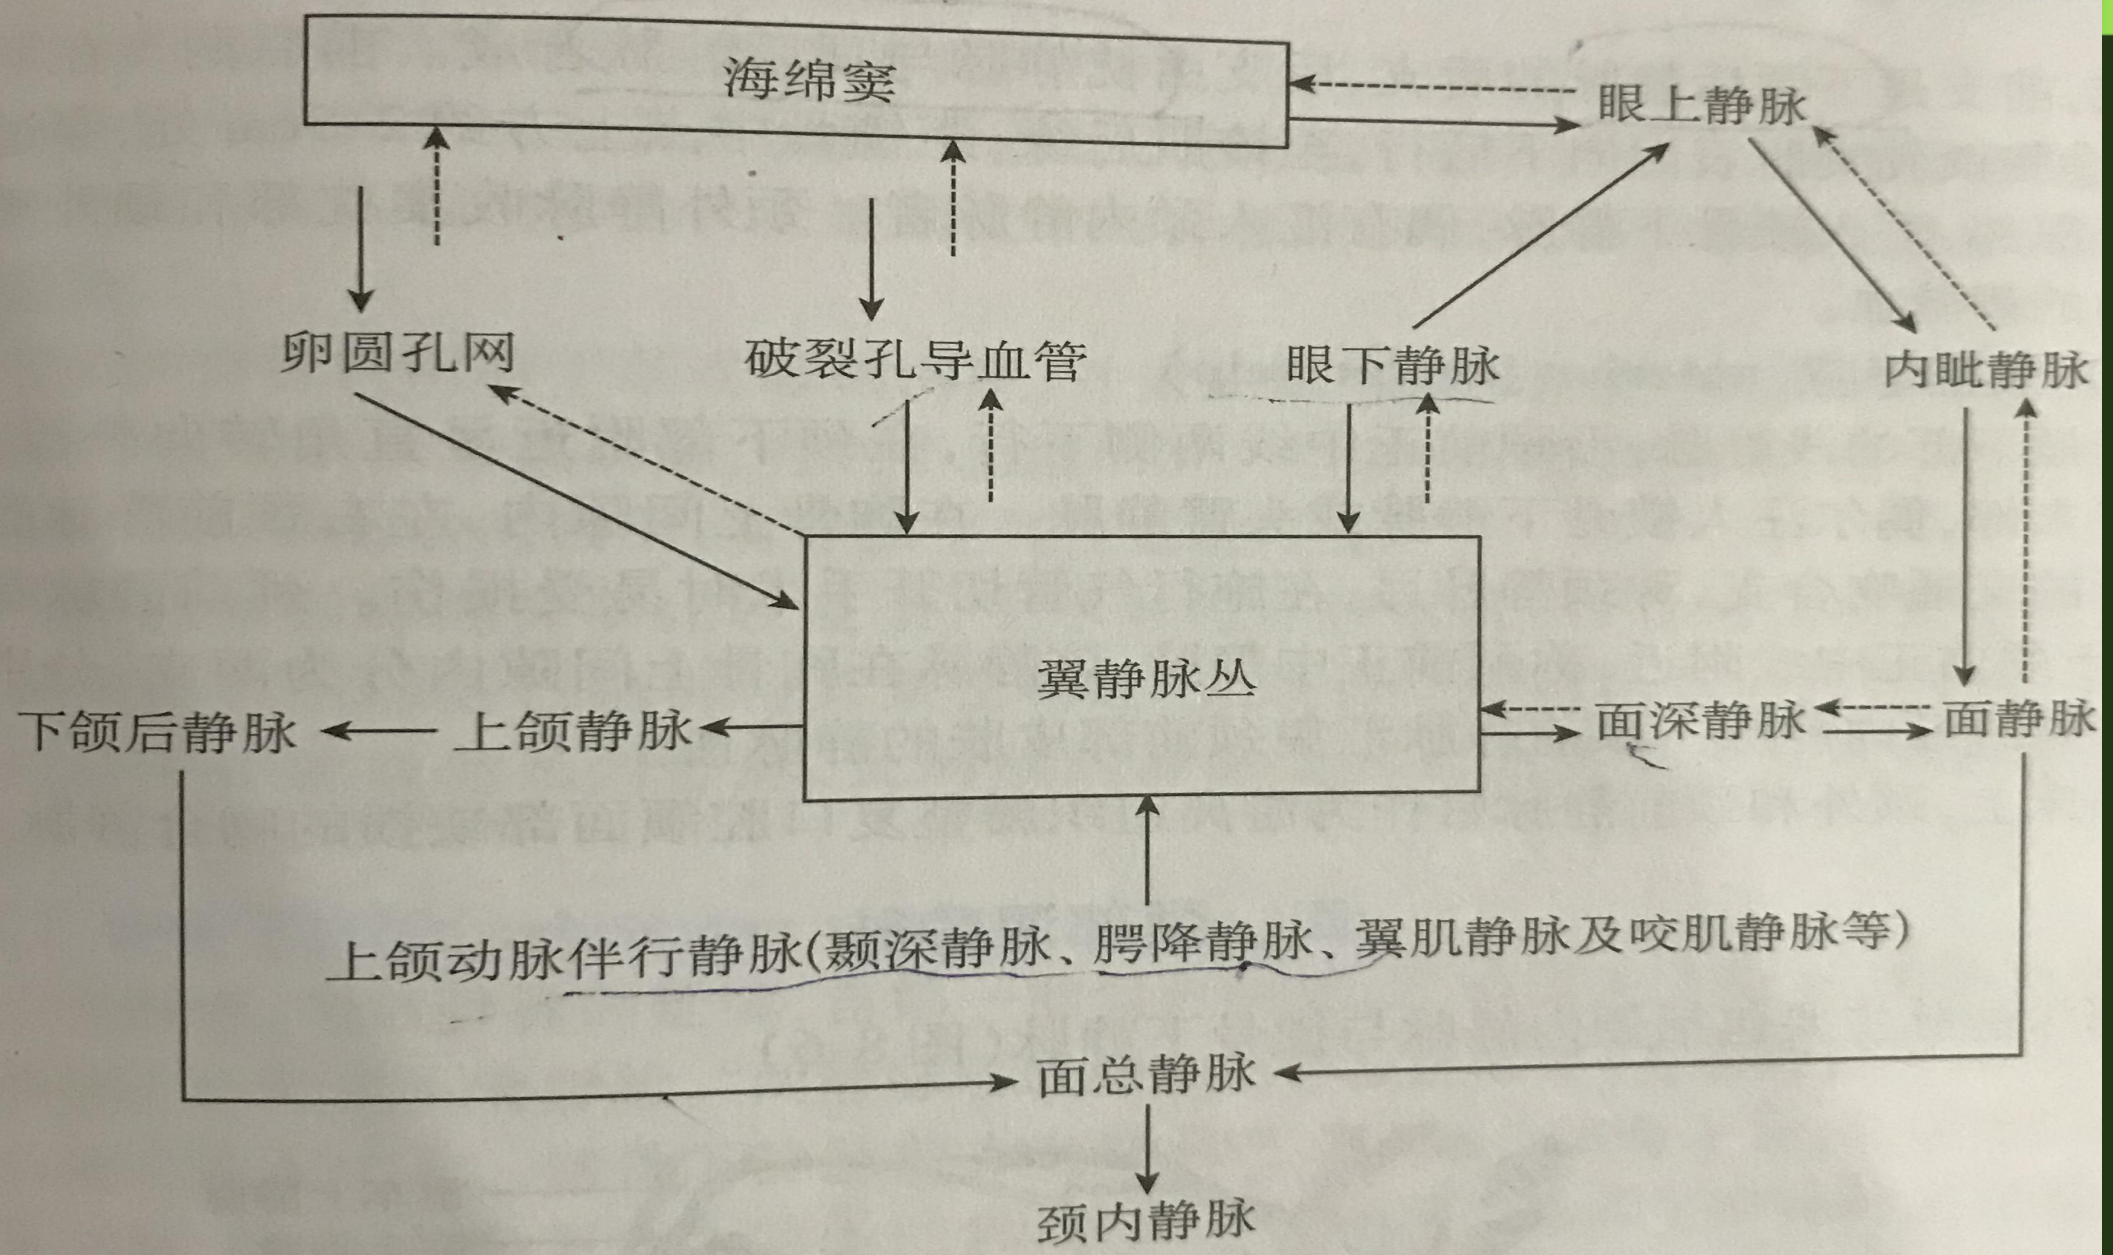 海绵窦
眼上静脉
卵圆孔网
破裂孔导血管
眼下静脉
内眦静脉
翼静脉丛
下颌后静脉
上颌静脉
面深静脉
面静脉
上颌动脉伴行静脉(颞深静脉、腭降静脉、翼肌静脉及咬肌静脉等)
面总静脉
颈内静脉